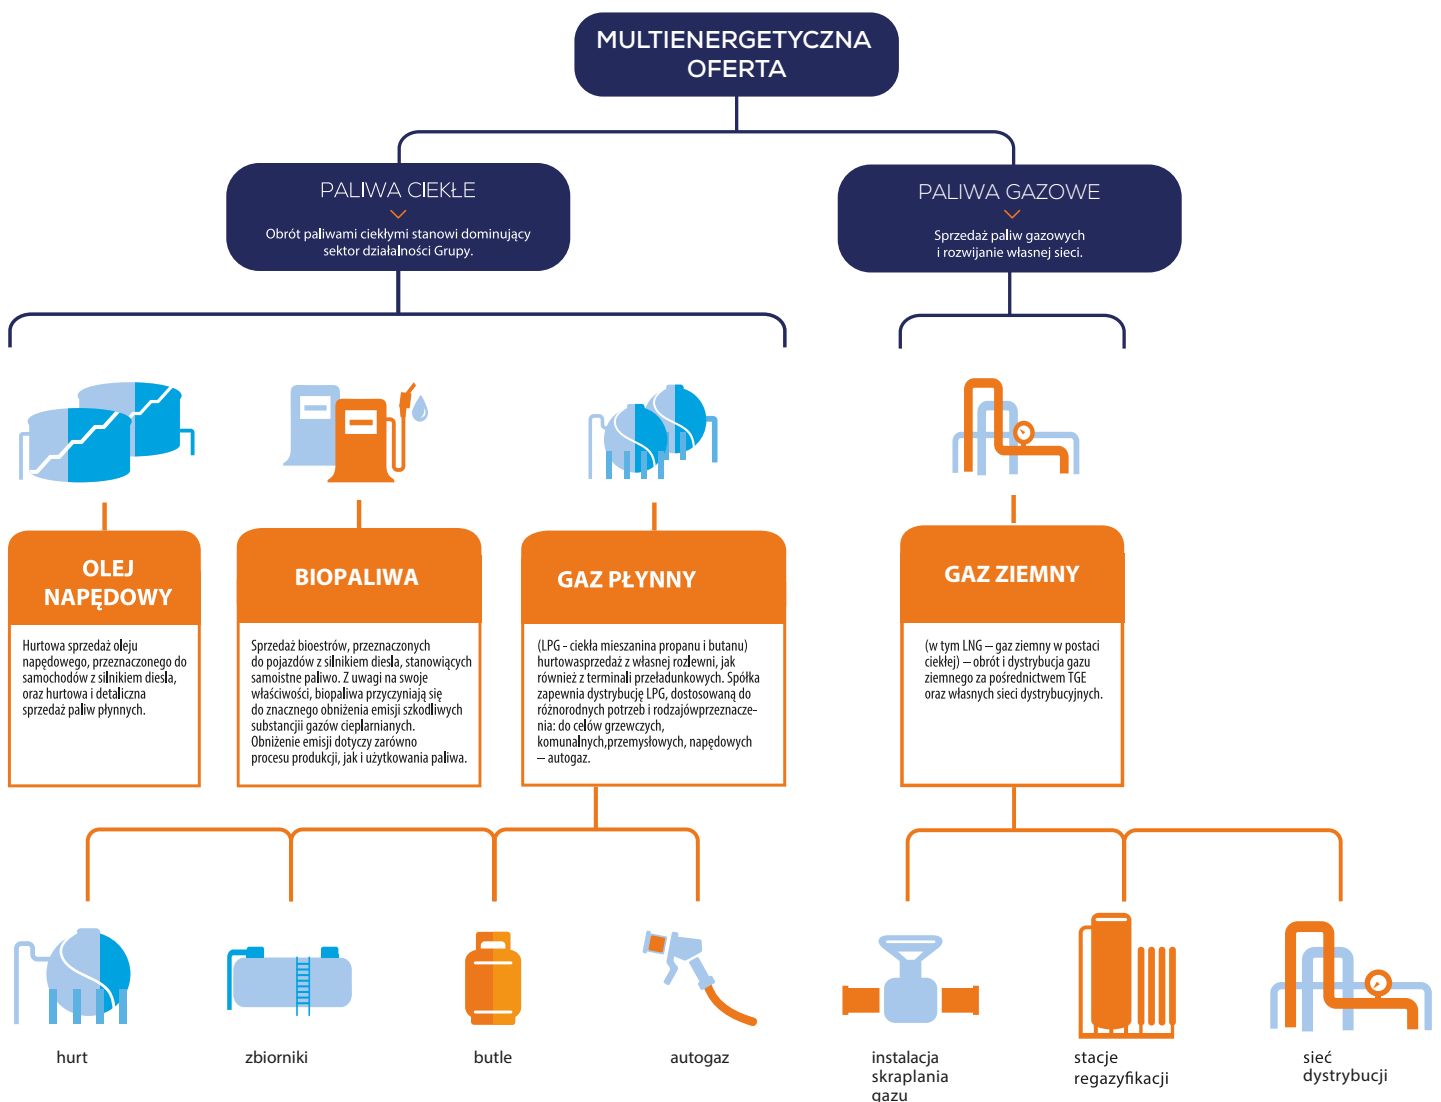 MULTIENERGETYCZNA
OFERTA
PALIWA CIEKŁE
Obrót paliwami ciekłymi stanowi dominujący
sektor działalności Grupy.
PALIWA GAZOWE
Sprzedaż paliw gazowych
i rozwijanie własnej sieci.
OLEJ
NAPĘDOWY
Hurtowa sprzedaż oleju
napędowego, przeznaczonego do
samochodów z silnikiem diesla,
oraz hurtowa i detaliczna
sprzedaż paliw płynnych.
BIOPALIWA
Sprzedaż bioestrów, przeznaczonych
do pojazdów z silnikiem diesla, stanowiących
samoistne paliwo. Z uwagi na swoje
właściwości, biopaliwa przyczyniają się
do znacznego obniżenia emisji szkodliwych
substancjii gazów cieplarnianych.
Obniżenie emisji dotyczy zarówno
procesu produkcji, jak i użytkowania paliwa.
GAZ PŁYNNY
(LPG - ciekła mieszanina propanu i butanu)
hurtowasprzedaż z własnej rozlewni, jak
również z terminali przeładunkowych. Spółka
zapewnia dystrybucję LPG, dostosowaną do
różnorodnych potrzeb i rodzajówprzeznacze-
nia: do celów grzewczych,
komunalnych,przemysłowych, napędowych
– autogaz.
GAZ ZIEMNY
(w tym LNG – gaz ziemny w postaci
ciekłej) – obrót i dystrybucja gazu
ziemnego za pośrednictwem TGE
oraz własnych sieci dystrybucyjnych.
hurt
zbiorniki
butle
autogaz
instalacja
skraplania
gazu
stacje
regazyfikacji
sieć
dystrybucji